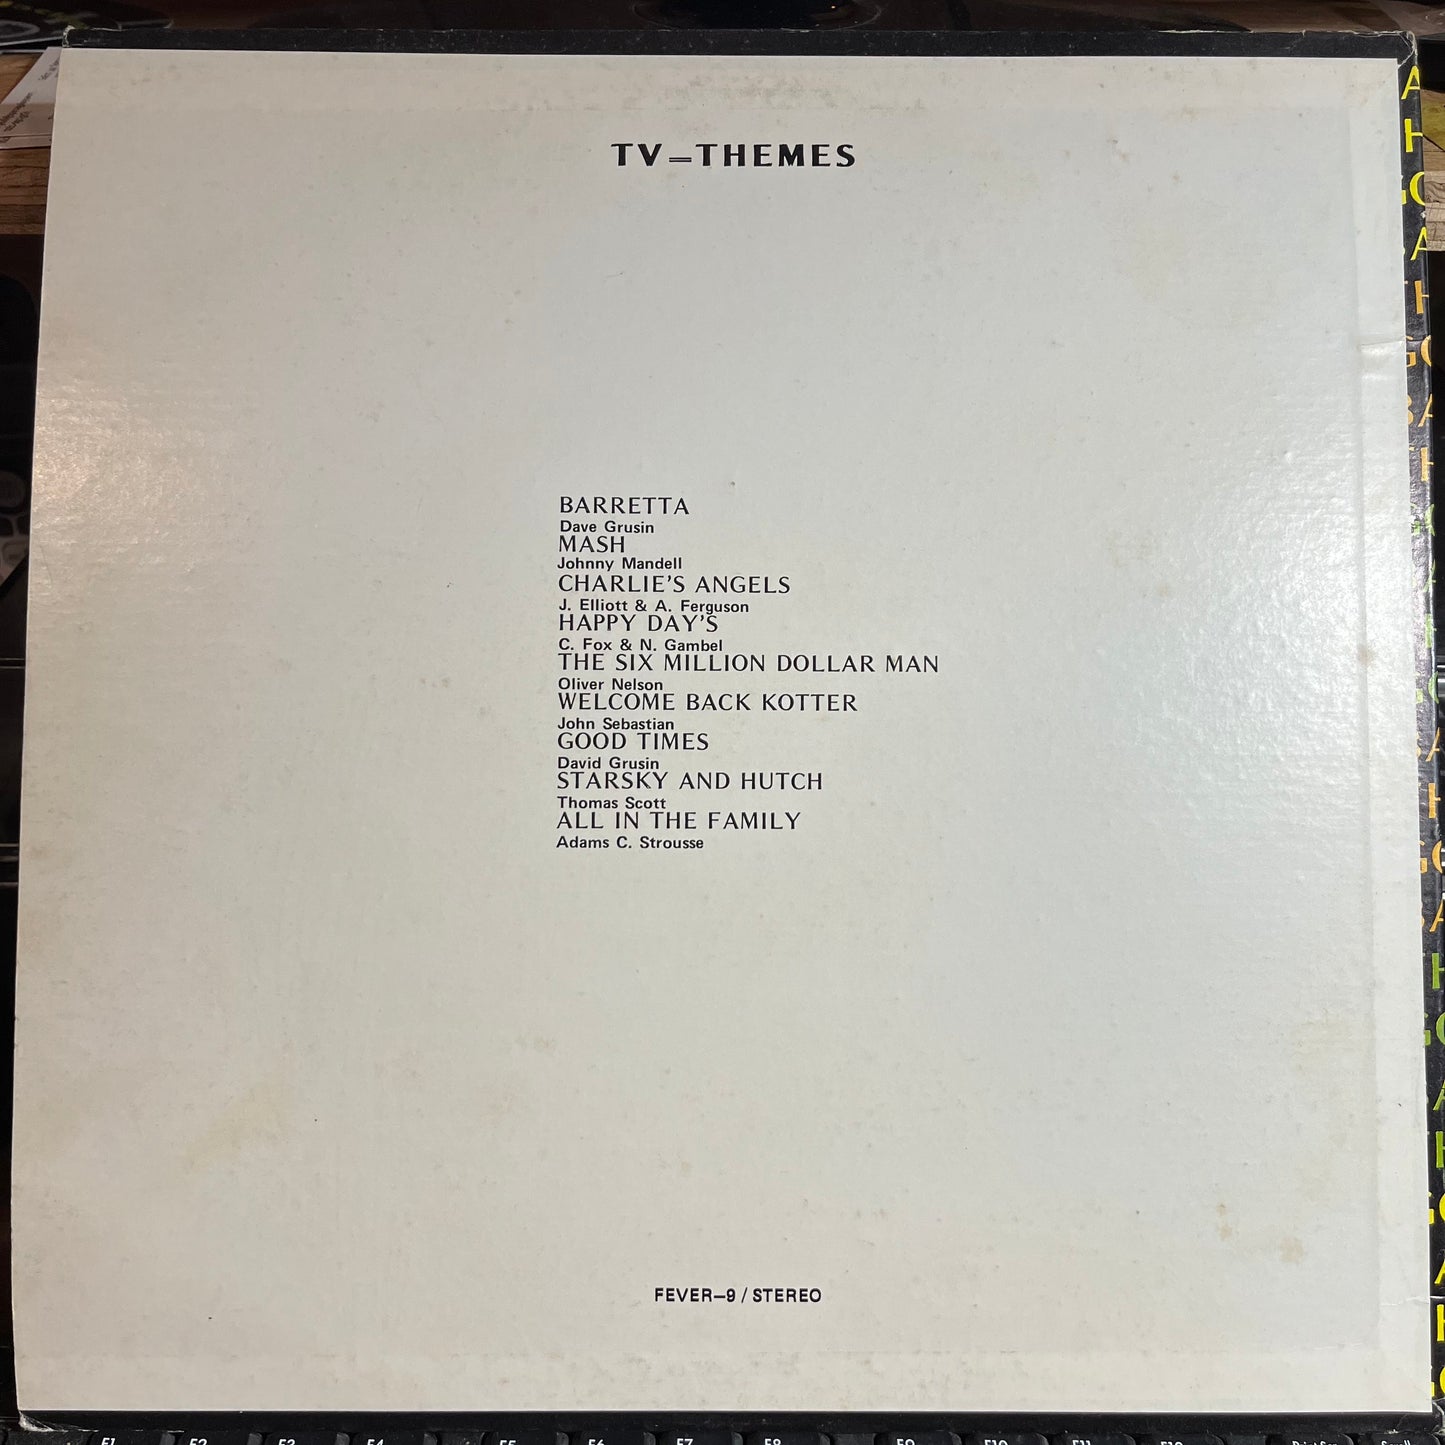 TV=THEMES
BARRETTA
Dave Grusin
MASH
Johnny Mandell
CHARLIE'S ANGELS
J. Elliott & A. Ferguson
HAPPY DAY'S
C. Fox & N. Gambel
THE SIX MILLION DOLLAR MAN
Oliver Nelson
WELCOME BACK KOTTER
John Sebastian
GOOD TIMES
David Grusin
STARSKY AND HUTCH
Thomas Scott
ALL IN THE FAMILY
Adams C. Strousse
FEVER-9 / STEREO